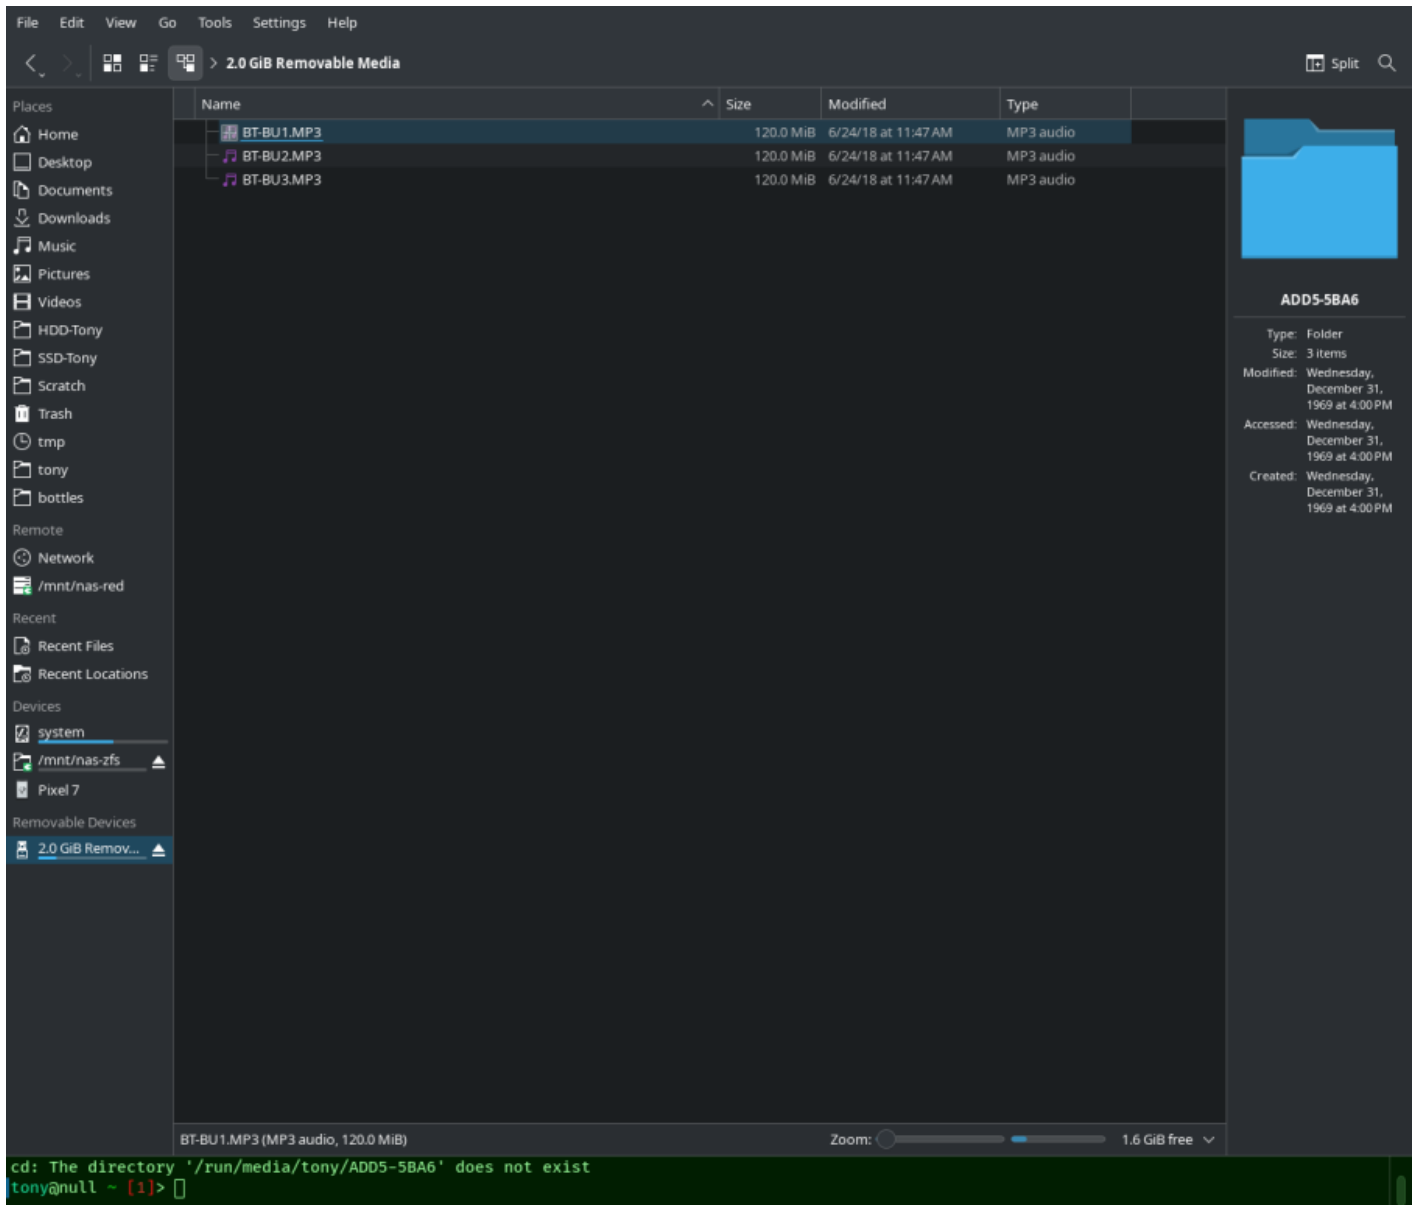 File Edit View Go Tools Settings Help
> 2.0 GiB Removable Media Split
Places
Home
Desktop
Documents
Downloads
Music
Pictures
Videos
HDD-Tony
SSD-Tony
Scratch
Trash
tmp
tony
bottles
Remote
Network
/mnt/nas-red
Recent
Recent Files
Recent Locations
Devices
system
/mnt/nas-zfs
Pixel 7
Removable Devices
2.0 GiB Remov...
Name Size Modified Type
BT-BU1.MP3 120.0 MiB 6/24/18 at 11:47 AM MP3 audio
BT-BU2.MP3 120.0 MiB 6/24/18 at 11:47 AM MP3 audio
BT-BU3.MP3 120.0 MiB 6/24/18 at 11:47 AM MP3 audio
ADD5-5BA6
Type: Folder
Size: 3 items
Modified: Wednesday,
December 31,
1969 at 4:00 PM
Accessed: Wednesday,
December 31,
1969 at 4:00 PM
Created: Wednesday,
December 31,
1969 at 4:00 PM
BT-BU1.MP3 (MP3 audio, 120.0 MiB) Zoom: 1.6 GiB free
cd: The directory '/run/media/tony/ADD5-5BA6' does not exist
tony@null ~ [1]>